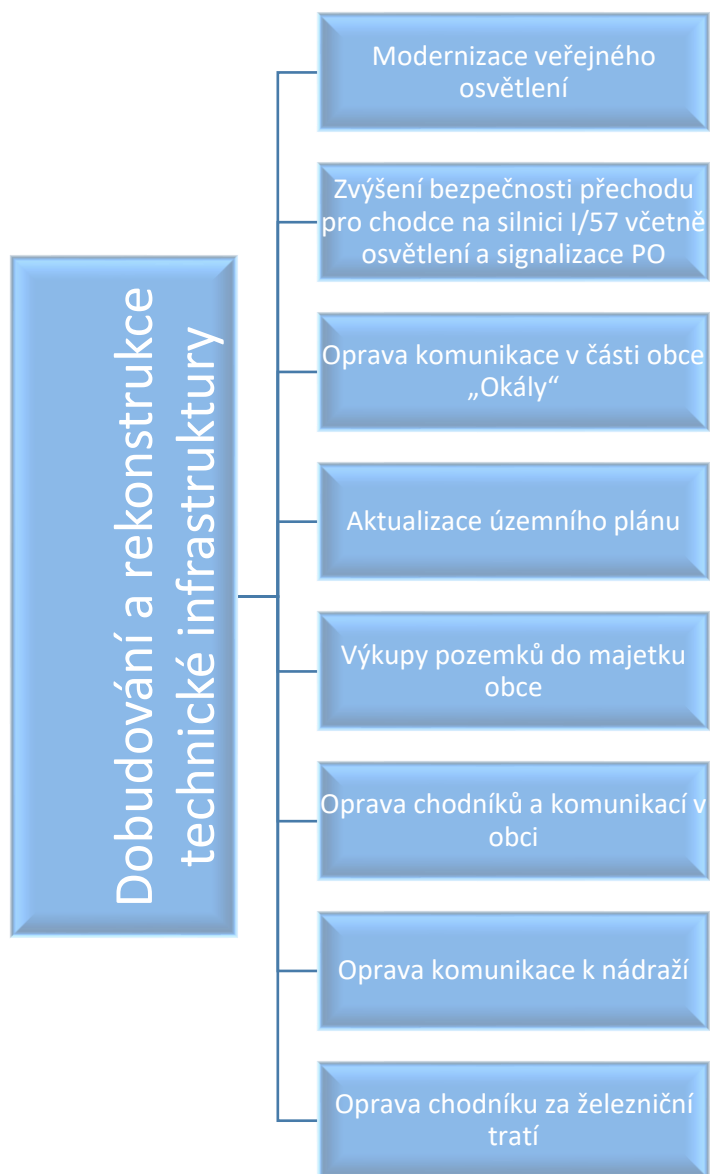 Dobudování a rekonstrukce
technické infrastruktury
Modernizace veřejného
osvětlení
Zvýšení bezpečnosti přechodu
pro chodce na silnici I/57 včetně
osvětlení a signalizace PO
Oprava komunikace v části obce
„Okály“
Aktualizace územního plánu
Výkupy pozemků do majetku
obce
Oprava chodníků a komunikací v
obci
Oprava komunikace k nádraží
Oprava chodníku za železniční
tratí